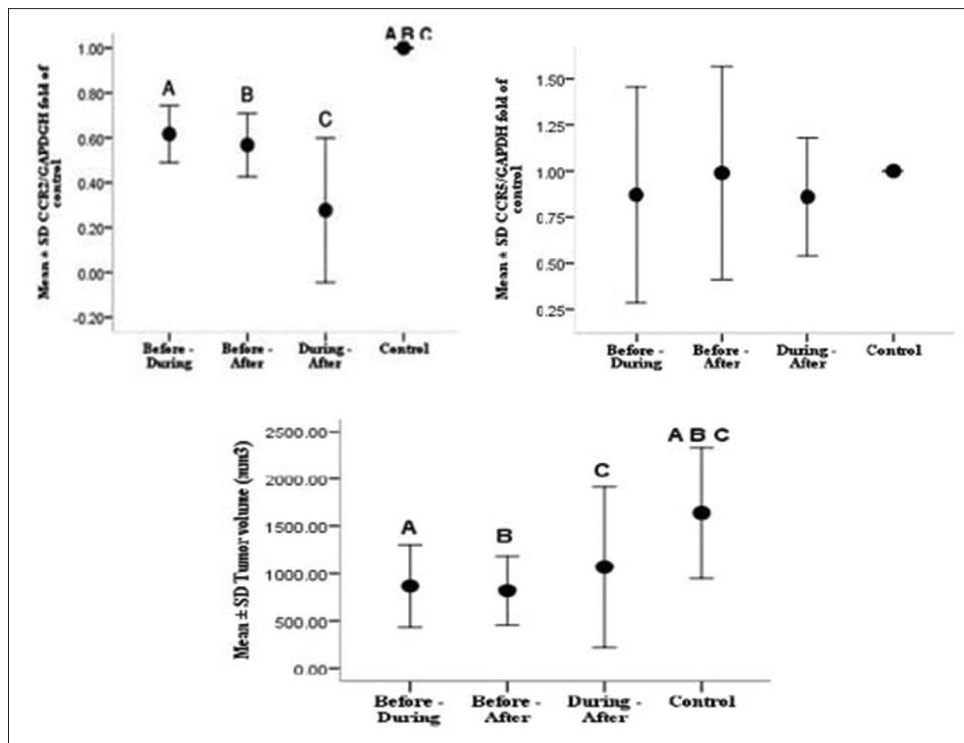 Mean ± SD CCR2/GAPDGH fold of
control
A B C
1.00
A
B
C
0.80
0.60
0.40
0.20
0.00
-0.20
Before -
During
Before -
After
During -
After
Control
Mean ± SD CCR5/GAPDH fold of
control
1.50
1.25
1.00
0.75
0.50
0.25
Before -
During
Before -
After
During -
After
Control
Mean ± SD Tumor volume (mm3)
2500.00
2000.00
1500.00
1000.00
500.00
0.00
A
B
C
A B C
Before -
During
Before -
After
During -
After
Control